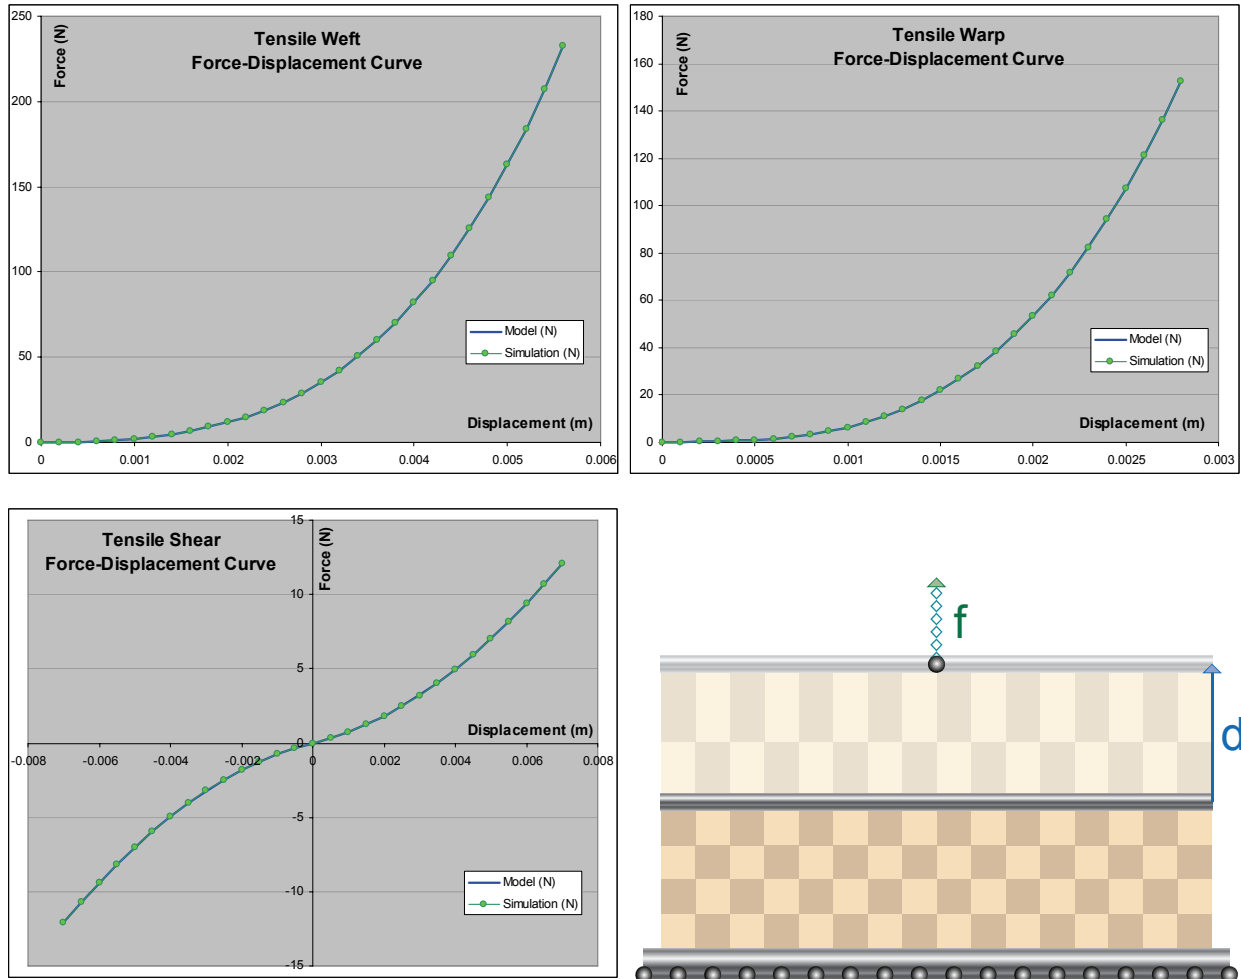 Tensile Weft
Force-Displacement Curve
Force (N)
250
200
150
100
50
0
0 0.001 0.002 0.003 0.004 0.005 0.006
Displacement (m)
Model (N)
Simulation (N)
Tensile Warp
Force-Displacement Curve
Force (N)
180
160
140
120
100
80
60
40
20
0
0 0.0005 0.001 0.0015 0.002 0.0025 0.003
Displacement (m)
Model (N)
Simulation (N)
Tensile Shear
Force-Displacement Curve
Force (N)
15
10
5
0
-5
-10
-15
-0.008 -0.006 -0.004 -0.002 0 0.002 0.004 0.006 0.008
Displacement (m)
Model (N)
Simulation (N)
f
d